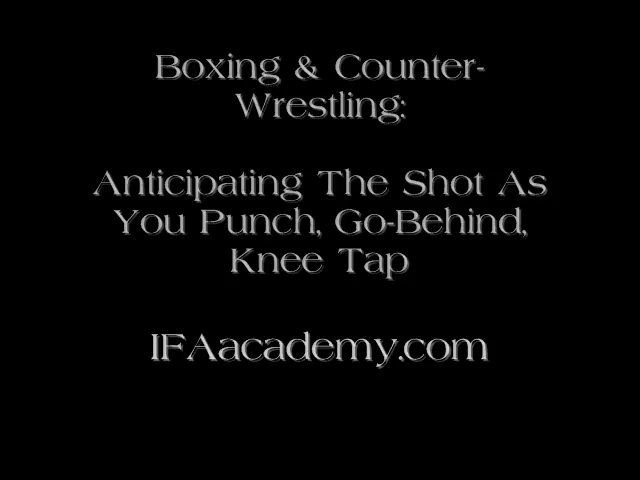 Boxing & Counter-
Wrestling:
Anticipating The Shot As
You Punch, Go-Behind,
Knee Tap
IFAacademy.com